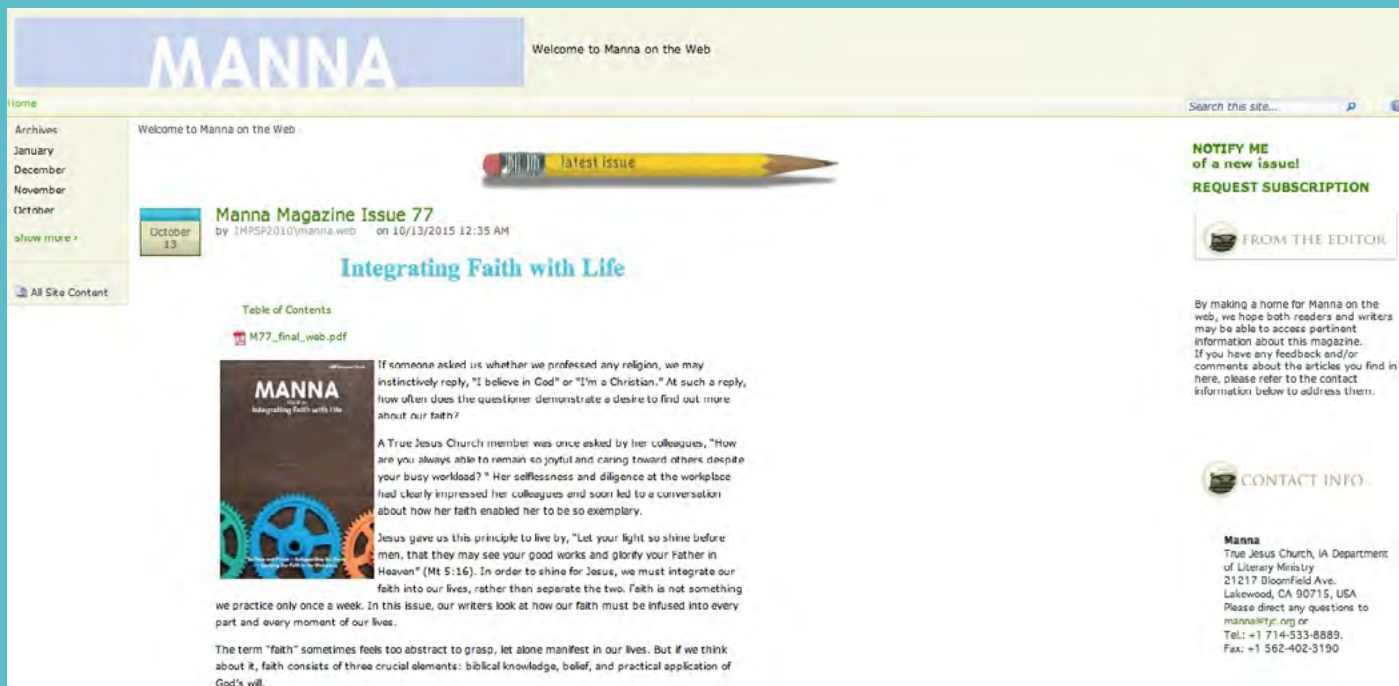 MANNA
Welcome to Manna on the Web
Home
Search this site...
Archives
January
December
November
October
show more ›
All Site Content
Welcome to Manna on the Web
latest issue
October
13
Manna Magazine Issue 77
by IMPSP2010\manna.web on 10/13/2015 12:35 AM
Integrating Faith with Life
Table of Contents
M77_final_web.pdf
MANNA
Integrating Faith with Life
If someone asked us whether we professed any religion, we may
instinctively reply, "I believe in God" or "I'm a Christian." At such a reply,
how often does the questioner demonstrate a desire to find out more
about our faith?
A True Jesus Church member was once asked by her colleagues, "How
are you always able to remain so joyful and caring toward others despite
your busy workload? " Her selflessness and diligence at the workplace
had clearly impressed her colleagues and soon led to a conversation
about how her faith enabled her to be so exemplary.
Jesus gave us this principle to live by, "Let your light so shine before
men, that they may see your good works and glorify your Father in
Heaven" (Mt 5:16). In order to shine for Jesus, we must integrate our
faith into our lives, rather than separate the two. Faith is not something
we practice only once a week. In this issue, our writers look at how our faith must be infused into every
part and every moment of our lives.
The term "faith" sometimes feels too abstract to grasp, let alone manifest in our lives. But if we think
about it, faith consists of three crucial elements: biblical knowledge, belief, and practical application of
God's will.
NOTIFY ME
of a new issue!
REQUEST SUBSCRIPTION
FROM THE EDITOR
By making a home for Manna on the
web, we hope both readers and writers
may be able to access pertinent
information about this magazine.
If you have any feedback and/or
comments about the articles you find in
here, please refer to the contact
information below to address them.
CONTACT INFO
Manna
True Jesus Church, IA Department
of Literary Ministry
21217 Bloomfield Ave.
Lakewood, CA 90715, USA
Please direct any questions to
manna@tjc.org or
Tel.: +1 714-533-8889.
Fax: +1 562-402-3190